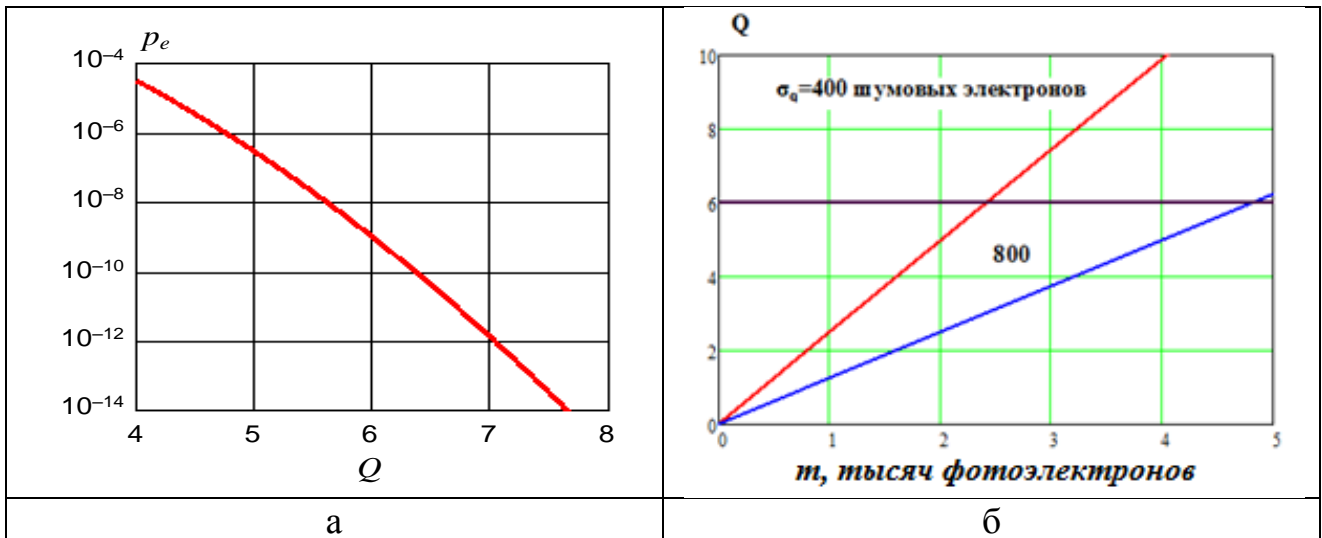 pₑ
10⁻⁴
10⁻⁶
10⁻⁸
10⁻¹⁰
10⁻¹²
10⁻¹⁴
4 5 6 7 8
Q
Q
10
8
6
4
2
0
σq=400 шумовых электронов
800
0 1 2 3 4 5
m, тысяч фотоэлектронов
а б